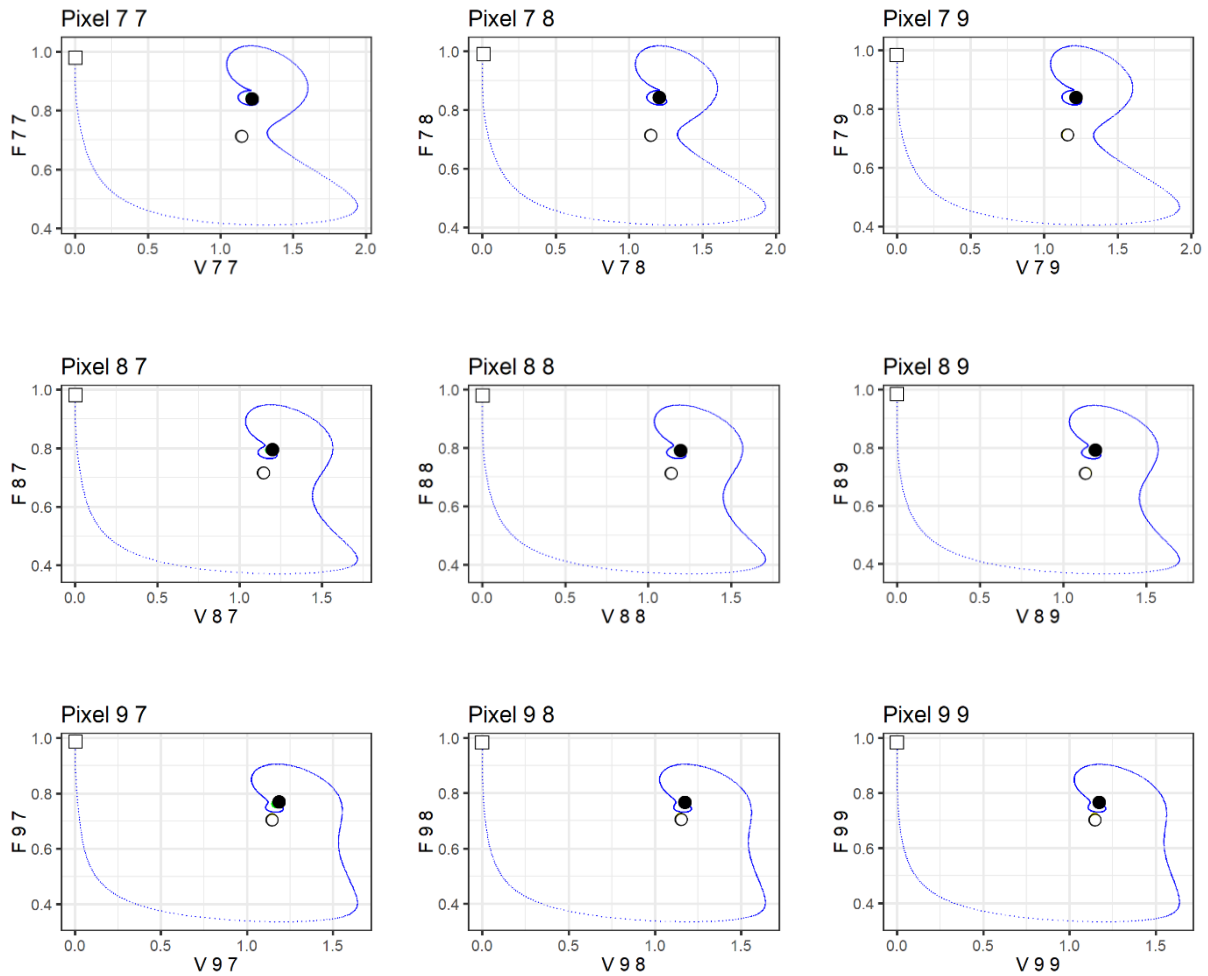 Pixel 7 7
Pixel 7 8
Pixel 7 9
1.0
0.8
0.6
0.4
F 7 7
0.0 0.5 1.0 1.5 2.0
V 7 7
1.0
0.8
0.6
0.4
F 7 8
0.0 0.5 1.0 1.5 2.0
V 7 8
1.0
0.8
0.6
0.4
F 7 9
0.0 0.5 1.0 1.5 2.0
V 7 9
Pixel 8 7
Pixel 8 8
Pixel 8 9
1.0
0.8
0.6
0.4
F 8 7
0.0 0.5 1.0 1.5
V 8 7
1.0
0.8
0.6
0.4
F 8 8
0.0 0.5 1.0 1.5
V 8 8
1.0
0.8
0.6
0.4
F 8 9
0.0 0.5 1.0 1.5
V 8 9
Pixel 9 7
Pixel 9 8
Pixel 9 9
1.0
0.8
0.6
0.4
F 9 7
0.0 0.5 1.0 1.5
V 9 7
1.0
0.8
0.6
0.4
F 9 8
0.0 0.5 1.0 1.5
V 9 8
1.0
0.8
0.6
0.4
F 9 9
0.0 0.5 1.0 1.5
V 9 9